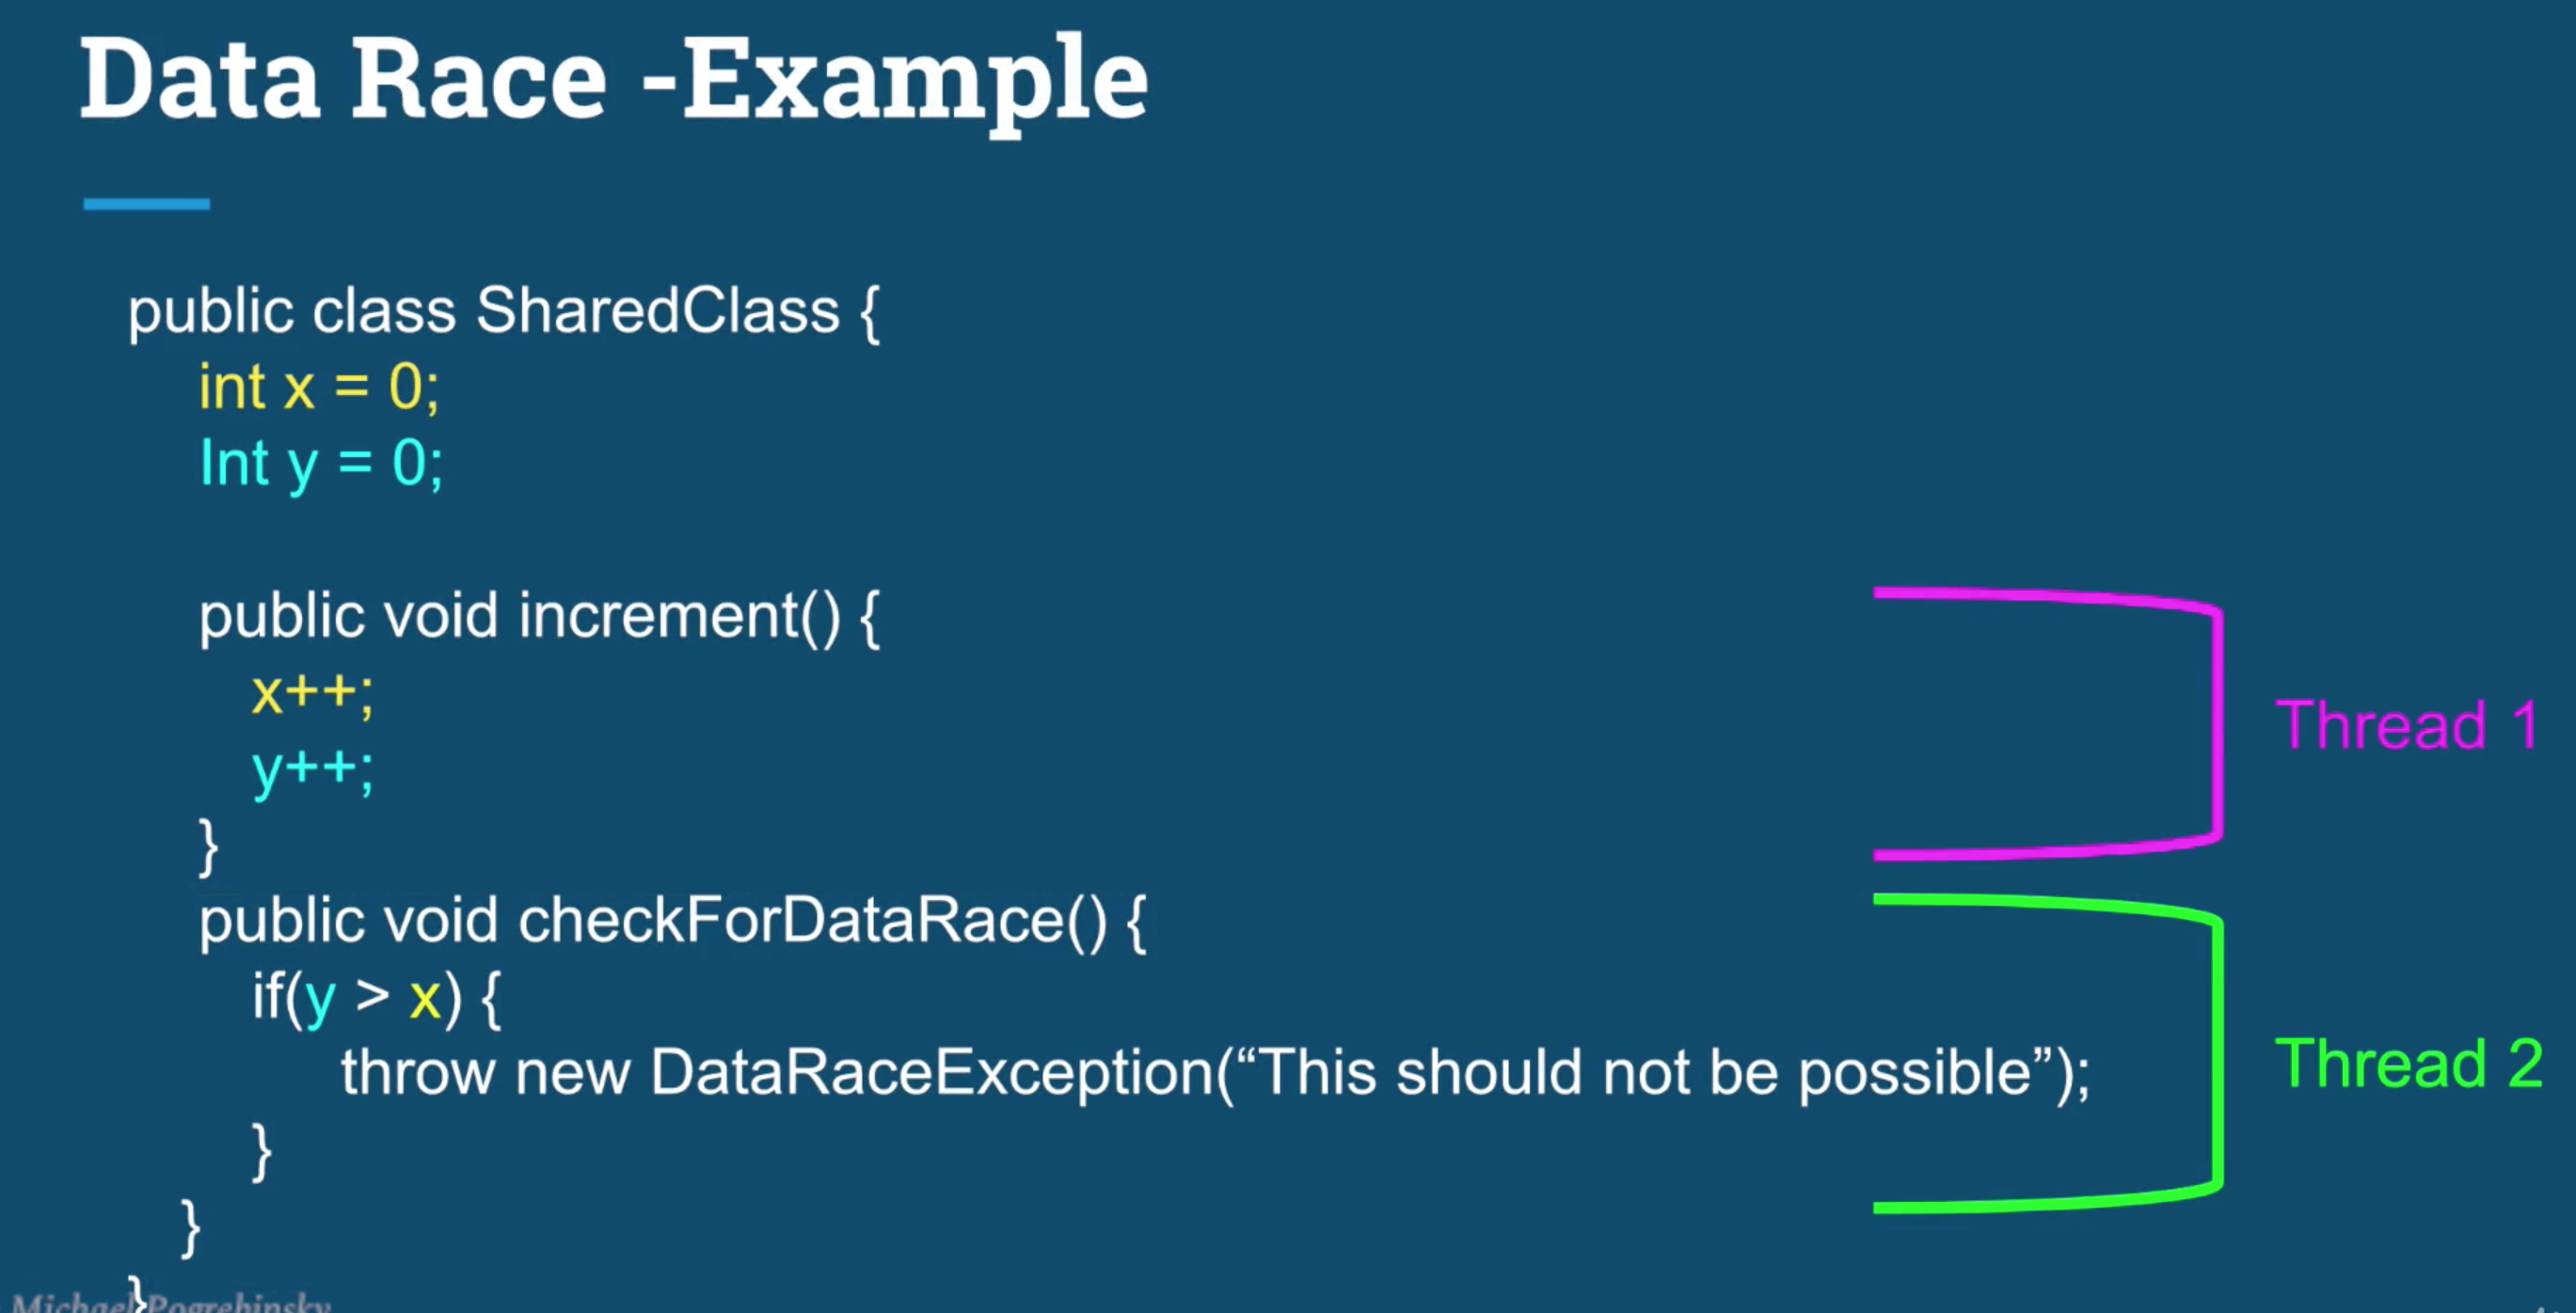 Data Race -Example
public class SharedClass {
int x = 0;
Int y = 0;
public void increment() {
x++;
y++;
}
Thread 1
public void checkForDataRace() {
if(y > x) {
throw new DataRaceException(“This should not be possible”);
}
}
Thread 2
}
Michael Pogrebinsky